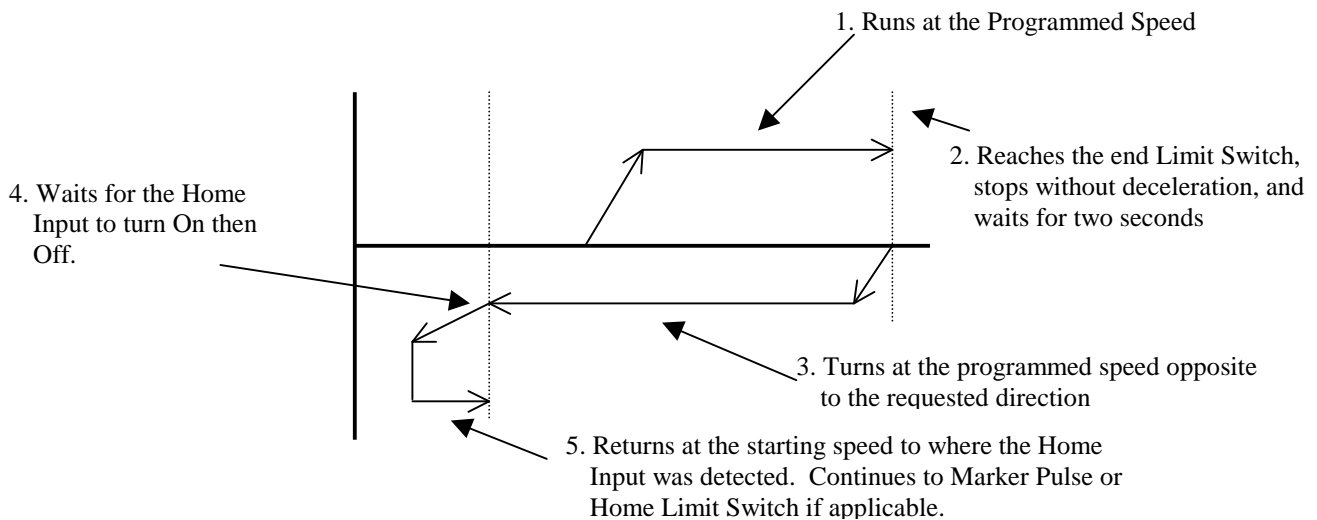 1. Runs at the Programmed Speed
2. Reaches the end Limit Switch,
stops without deceleration, and
waits for two seconds
4. Waits for the Home
Input to turn On then
Off.
3. Turns at the programmed speed opposite
to the requested direction
5. Returns at the starting speed to where the Home
Input was detected.  Continues to Marker Pulse or
Home Limit Switch if applicable.